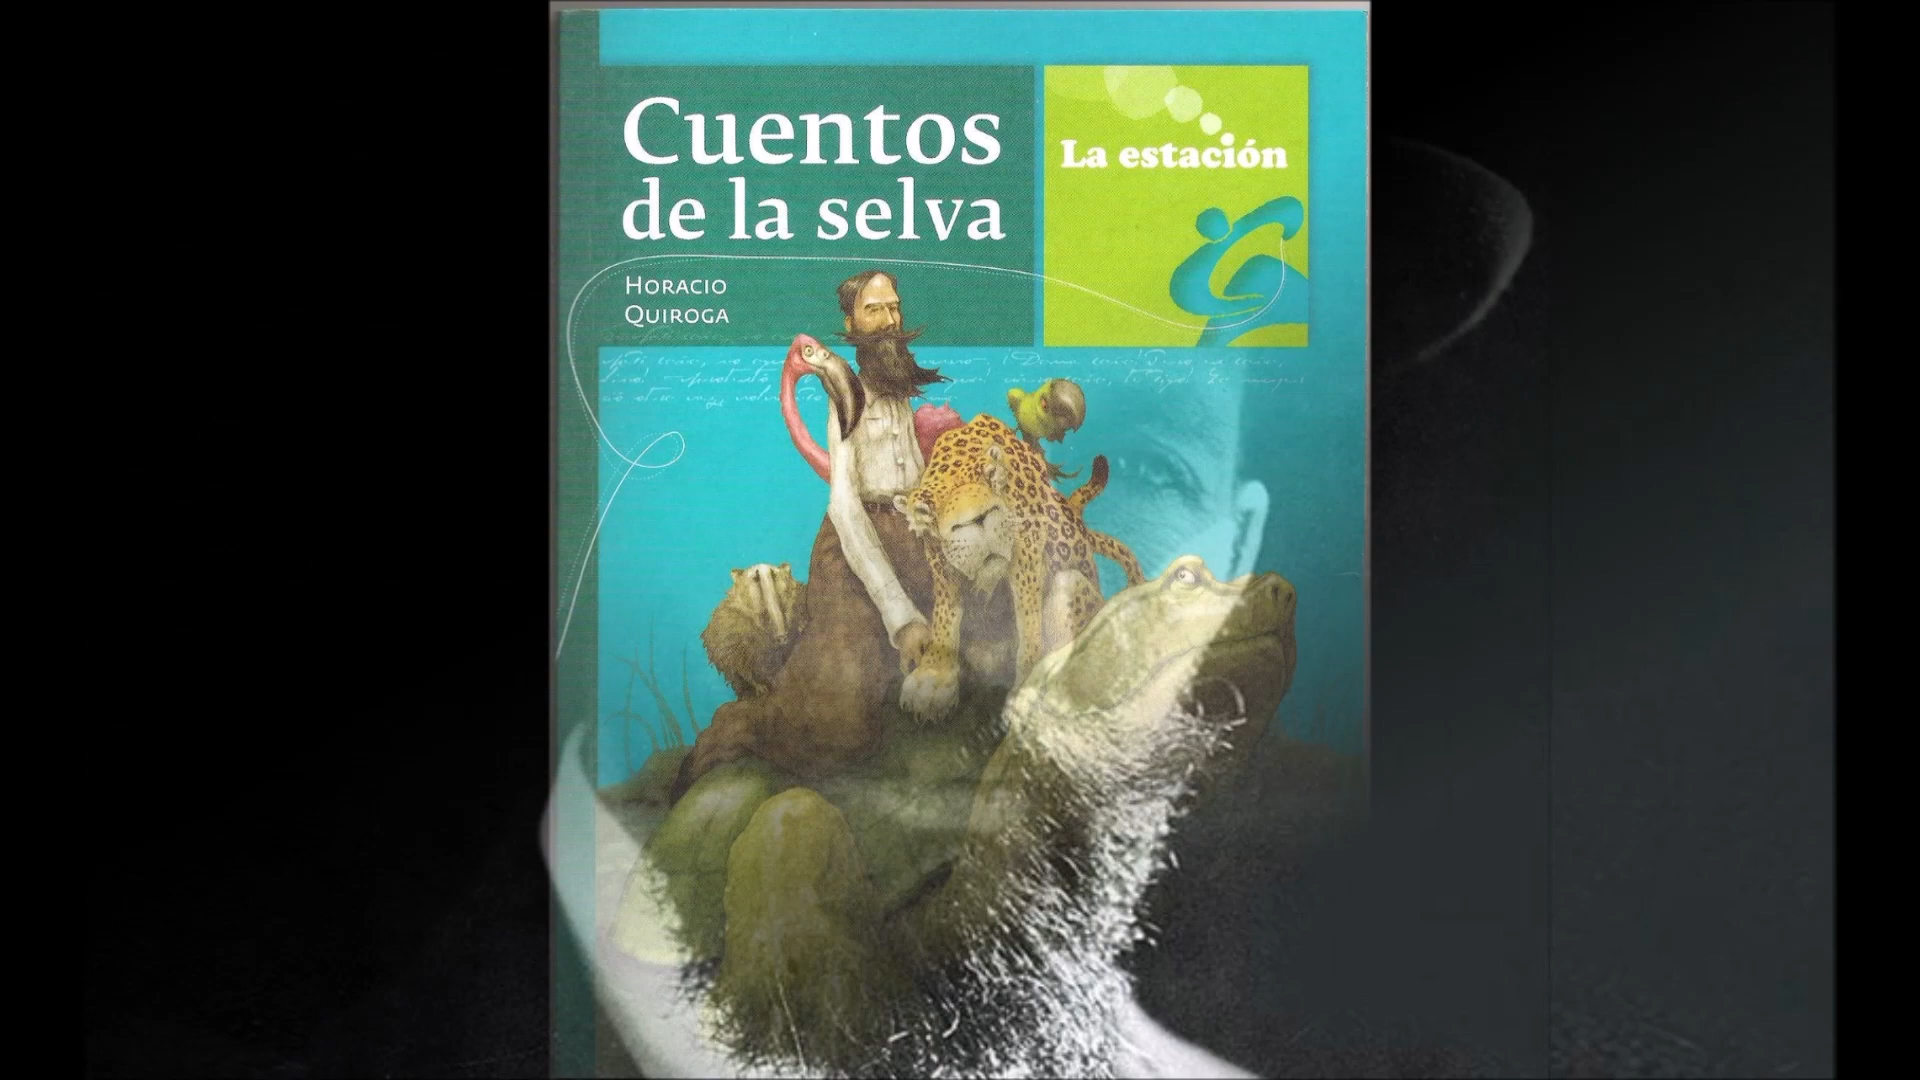 Cuentos
de la selva
La estación
HORACIO
QUIROGA